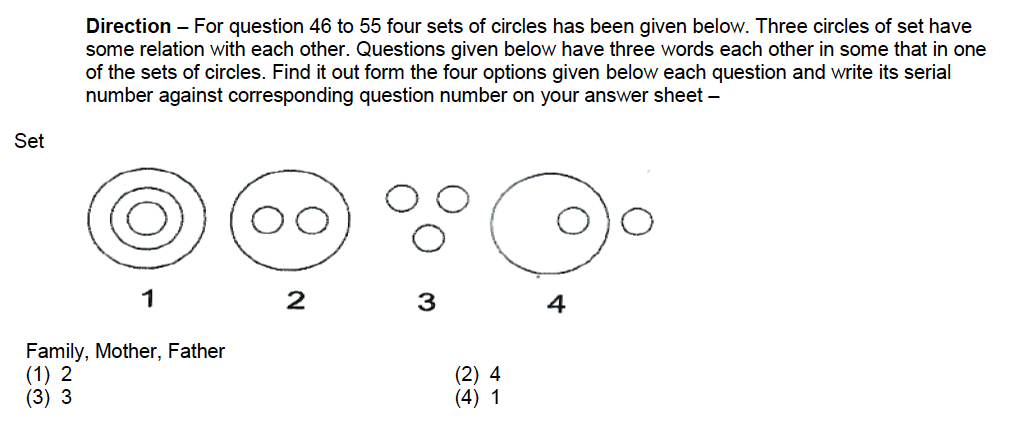 Direction – For question 46 to 55 four sets of circles has been given below. Three circles of set have
some relation with each other. Questions given below have three words each other in some that in one
of the sets of circles. Find it out form the four options given below each question and write its serial
number against corresponding question number on your answer sheet –
Set
1 2 3 4
Family, Mother, Father
(1) 2 (2) 4
(3) 3 (4) 1